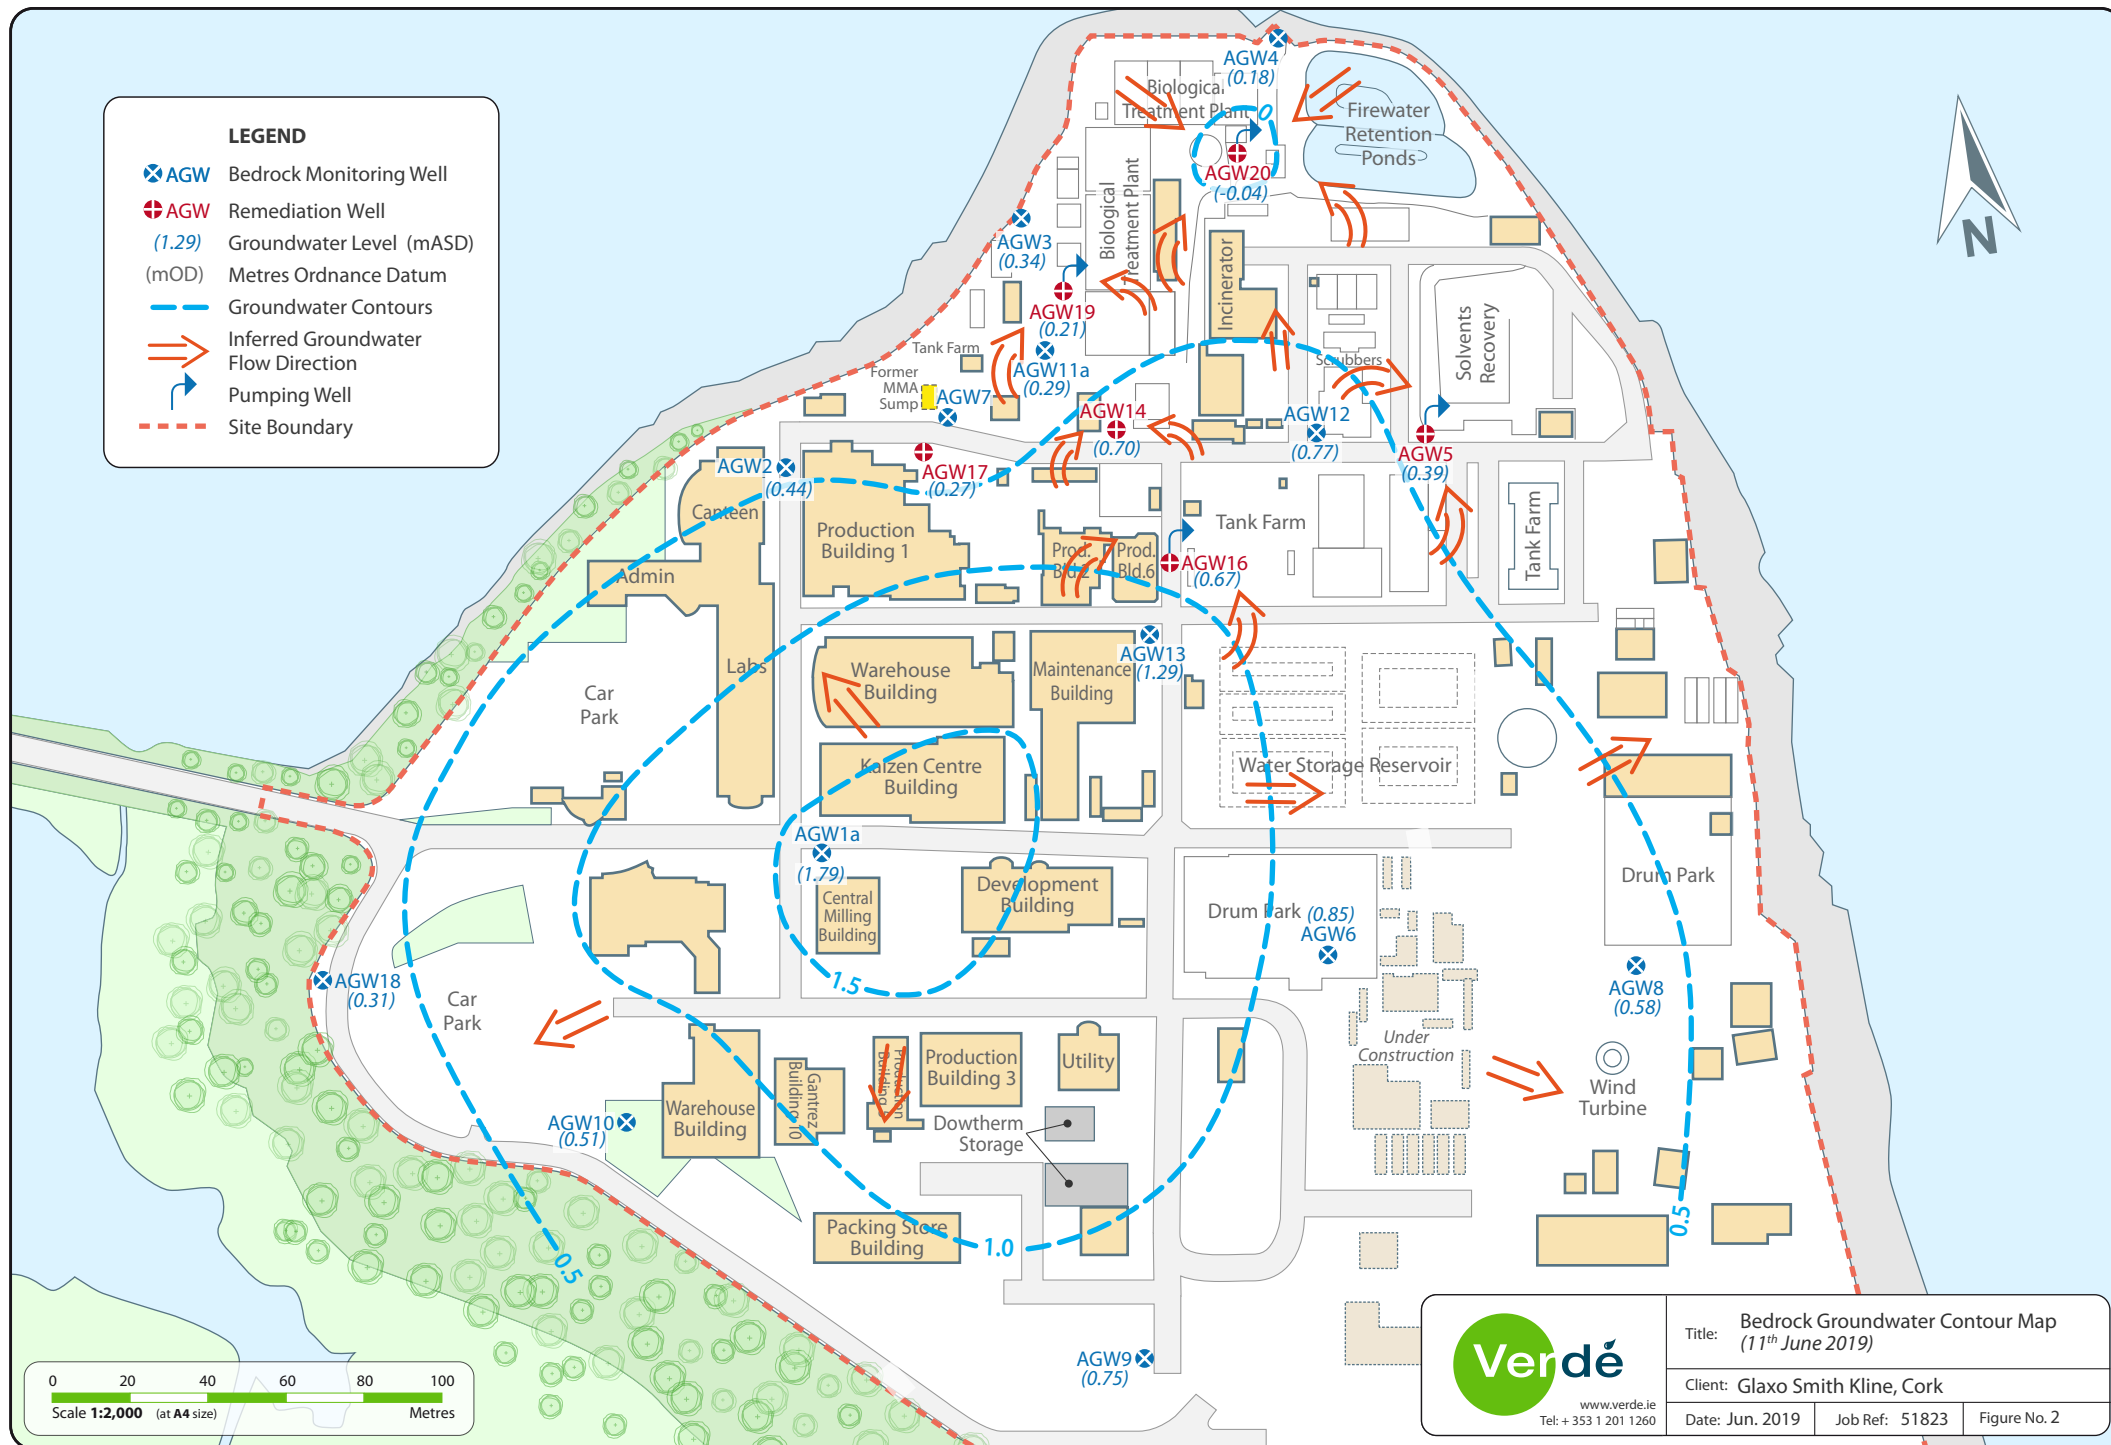 LEGEND
AGW Bedrock Monitoring Well
AGW Remediation Well
(1.29) Groundwater Level (mASD)
(mOD) Metres Ordnance Datum
Groundwater Contours
Inferred Groundwater
Flow Direction
Pumping Well
Site Boundary
AGW4
(0.18)
Biological
Treatment Plant
0
Firewater
Retention
Ponds
AGW20
(-0.04)
N
AGW3
(0.34)
Biological
Treatment Plant
Incinerator
AGW19
(0.21)
Tank Farm
AGW11a
(0.29)
Former
MMA
Sump
AGW7
Scrubbers
Solvents
Recovery
AGW14
(0.70)
AGW12
(0.77)
AGW5
(0.39)
AGW2
(0.44)
AGW17
(0.27)
Canteen
Production
Building 1
Tank Farm
Tank Farm
Prod.
Bld.2
Prod.
Bld.6
AGW16
(0.67)
Admin
Labs
Car
Park
Warehouse
Building
Maintenance
Building
AGW13
(1.29)
Kaizen Centre
Building
Water Storage Reservoir
AGW1a
(1.79)
Central
Milling
Building
Development
Building
Drum Park
(0.85)
AGW6
Drum Park
AGW18
(0.31)
Car
Park
1.5
AGW8
(0.58)
Under
Construction
Wind
Turbine
Production
Building 3
Utility
Production
Gantrez
Building 10
Warehouse
Building
AGW10
(0.51)
Dowtherm
Storage
Packing Store
Building
1.0
0.5
0.5
AGW9
(0.75)
0 20 40 60 80 100
Scale 1:2,000 (at A4 size) Metres
Verdé
www.verde.ie
Tel: + 353 1 201 1260
Title: Bedrock Groundwater Contour Map
(11th June 2019)
Client: Glaxo Smith Kline, Cork
Date: Jun. 2019 Job Ref: 51823 Figure No. 2